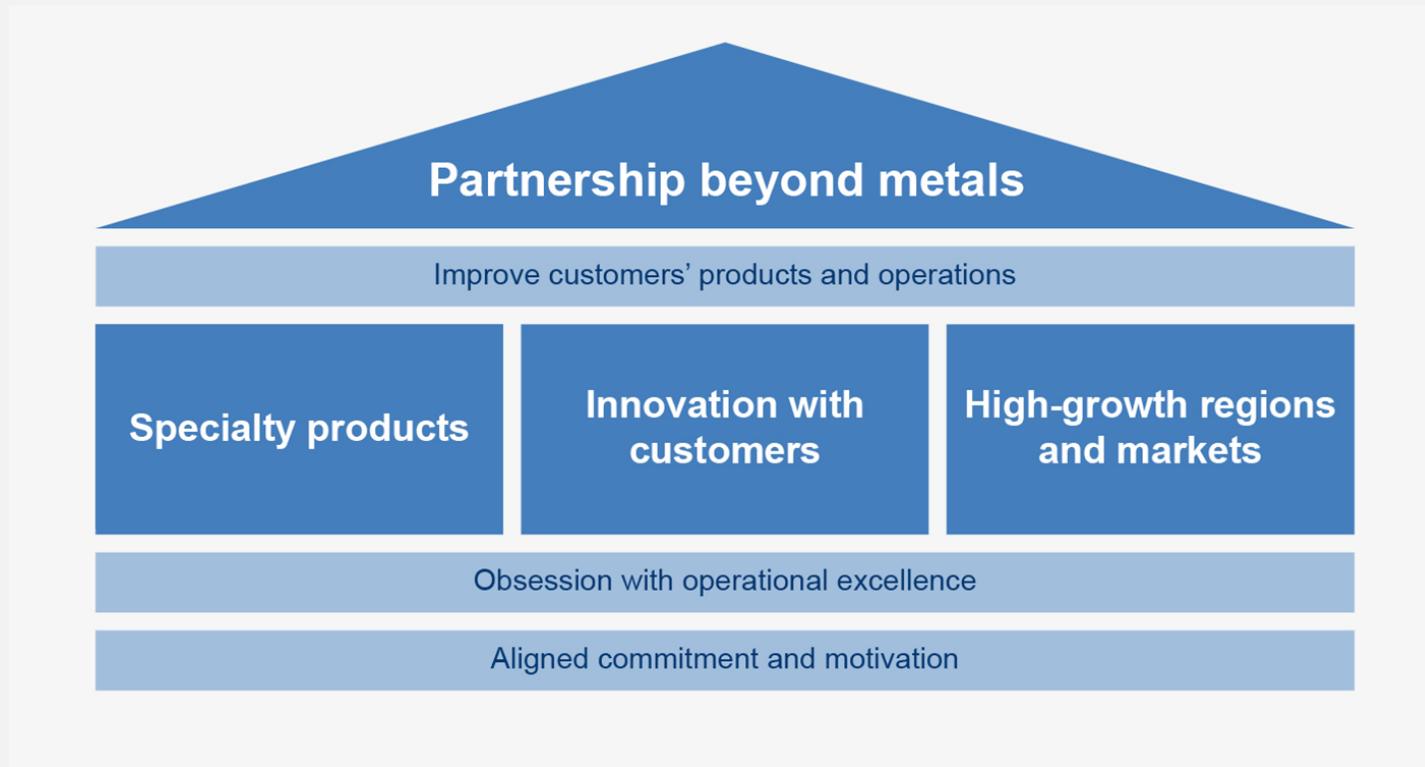 Partnership beyond metals
Improve customers’ products and operations
Specialty products
Innovation with
customers
High-growth regions
and markets
Obsession with operational excellence
Aligned commitment and motivation